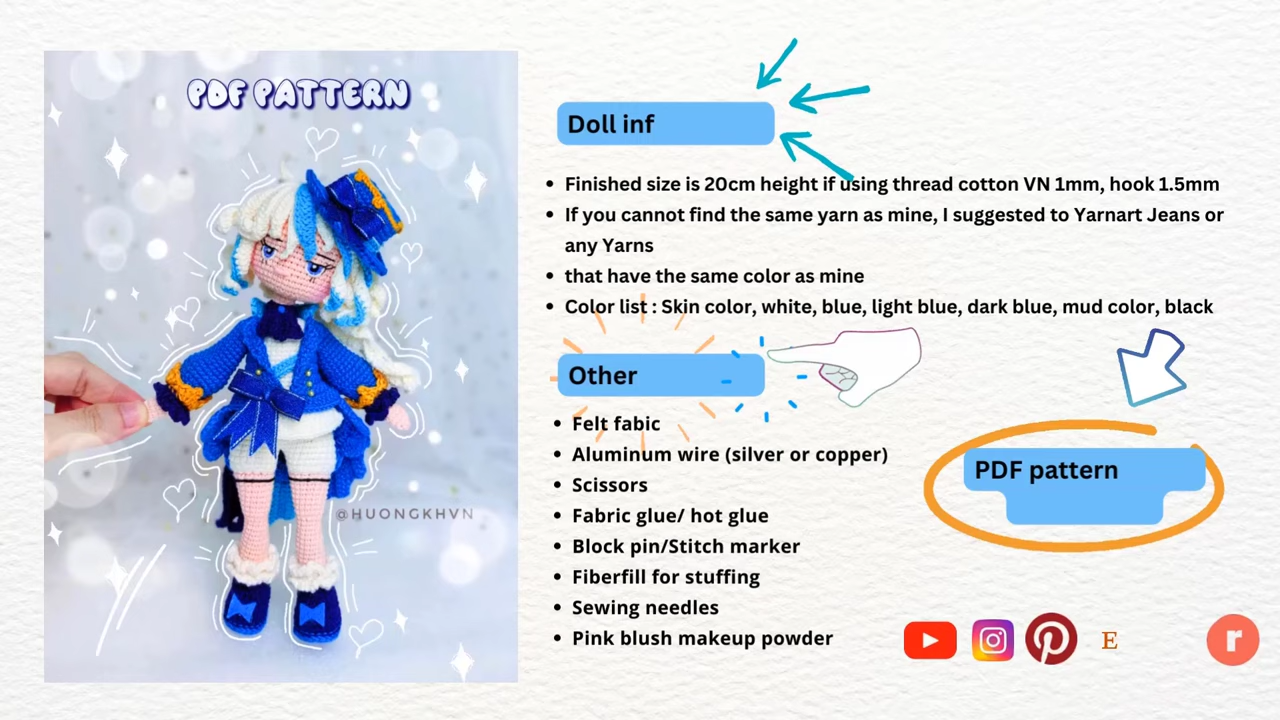 PDF PATTERN
@HUONGKHVN
Doll inf
• Finished size is 20cm height if using thread cotton VN 1mm, hook 1.5mm
• If you cannot find the same yarn as mine, I suggested to Yarnart Jeans or
any Yarns
• that have the same color as mine
• Color list : Skin color, white, blue, light blue, dark blue, mud color, black
Other
• Felt fabic
• Aluminum wire (silver or copper)
• Scissors
• Fabric glue/ hot glue
• Block pin/Stitch marker
• Fiberfill for stuffing
• Sewing needles
• Pink blush makeup powder
PDF pattern
E
r